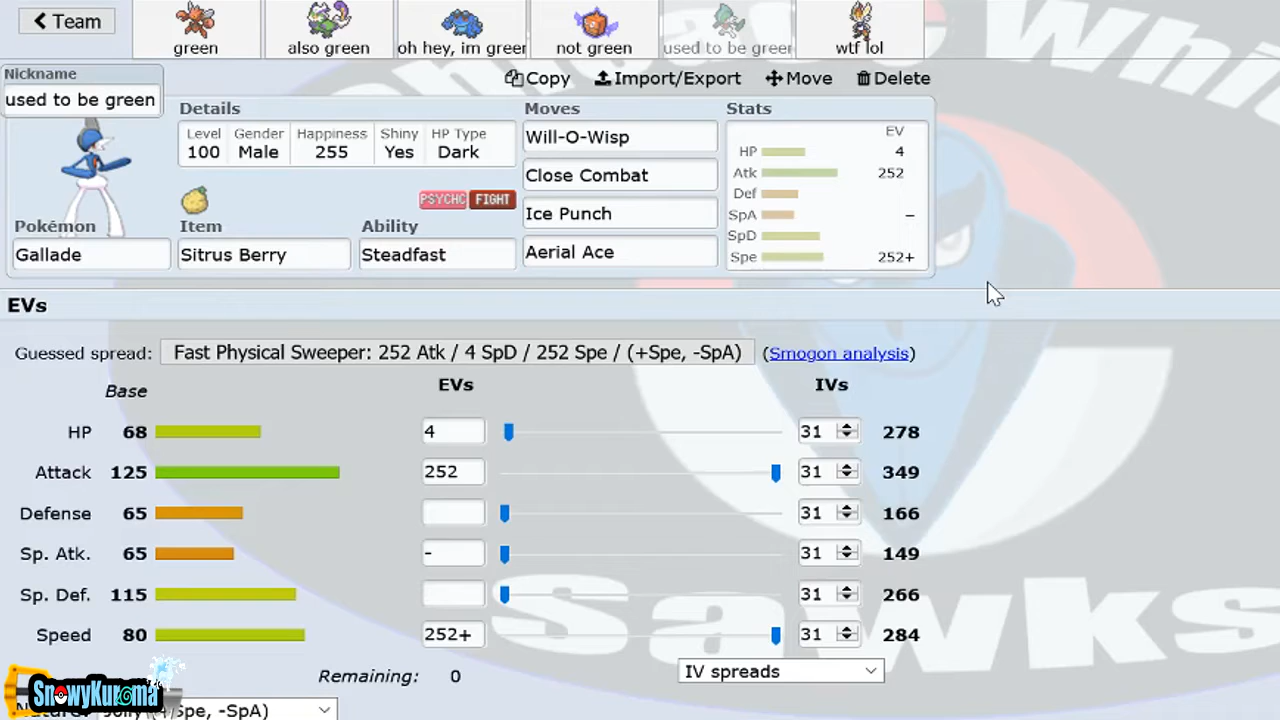 Team
green
also green
oh hey, im greer
not green
used to be greer
wtf lol
Copy Import/Export Move Delete
Nickname
used to be green
Details
Level Gender Happiness Shiny HP Type
100 Male 255 Yes Dark
PSYCHC FIGHT
Pokémon Item Ability
Gallade Sitrus Berry Steadfast
Moves
Will-O-Wisp
Close Combat
Ice Punch
Aerial Ace
Stats
EV
HP 4
Atk 252
Def
SpA –
SpD
Spe 252+
EVs
Guessed spread: Fast Physical Sweeper: 252 Atk / 4 SpD / 252 Spe / (+Spe, -SpA) (Smogon analysis)
Base EVs IVs
HP 68 4 31 278
Attack 125 252 31 349
Defense 65 31 166
Sp. Atk. 65 - 31 149
Sp. Def. 115 31 266
Speed 80 252+ 31 284
Remaining: 0 IV spreads
SnowyKuroma
Sawks